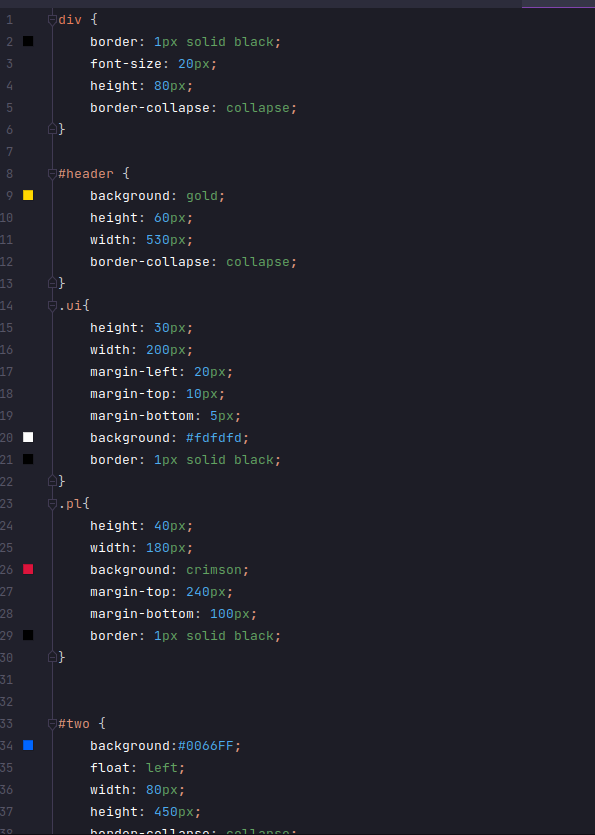 1 div {
2 border: 1px solid black;
3 font-size: 20px;
4 height: 80px;
5 border-collapse: collapse;
6 }
7
8 #header {
9 background: gold;
10 height: 60px;
11 width: 530px;
12 border-collapse: collapse;
13 }
14 .ui{
15 height: 30px;
16 width: 200px;
17 margin-left: 20px;
18 margin-top: 10px;
19 margin-bottom: 5px;
20 background: #fdfdfd;
21 border: 1px solid black;
22 }
23 .pl{
24 height: 40px;
25 width: 180px;
26 background: crimson;
27 margin-top: 240px;
28 margin-bottom: 100px;
29 border: 1px solid black;
30 }
31
32
33 #two {
34 background:#0066FF;
35 float: left;
36 width: 80px;
37 height: 450px;
38 border-collapse: collapse;